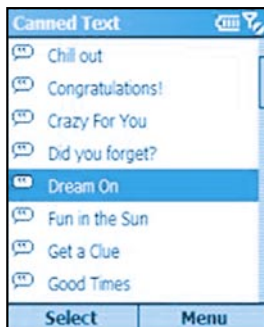 Canned Text
Chill out
Congratulations!
Crazy For You
Did you forget?
Dream On
Fun in the Sun
Get a Clue
Good Times
Select Menu